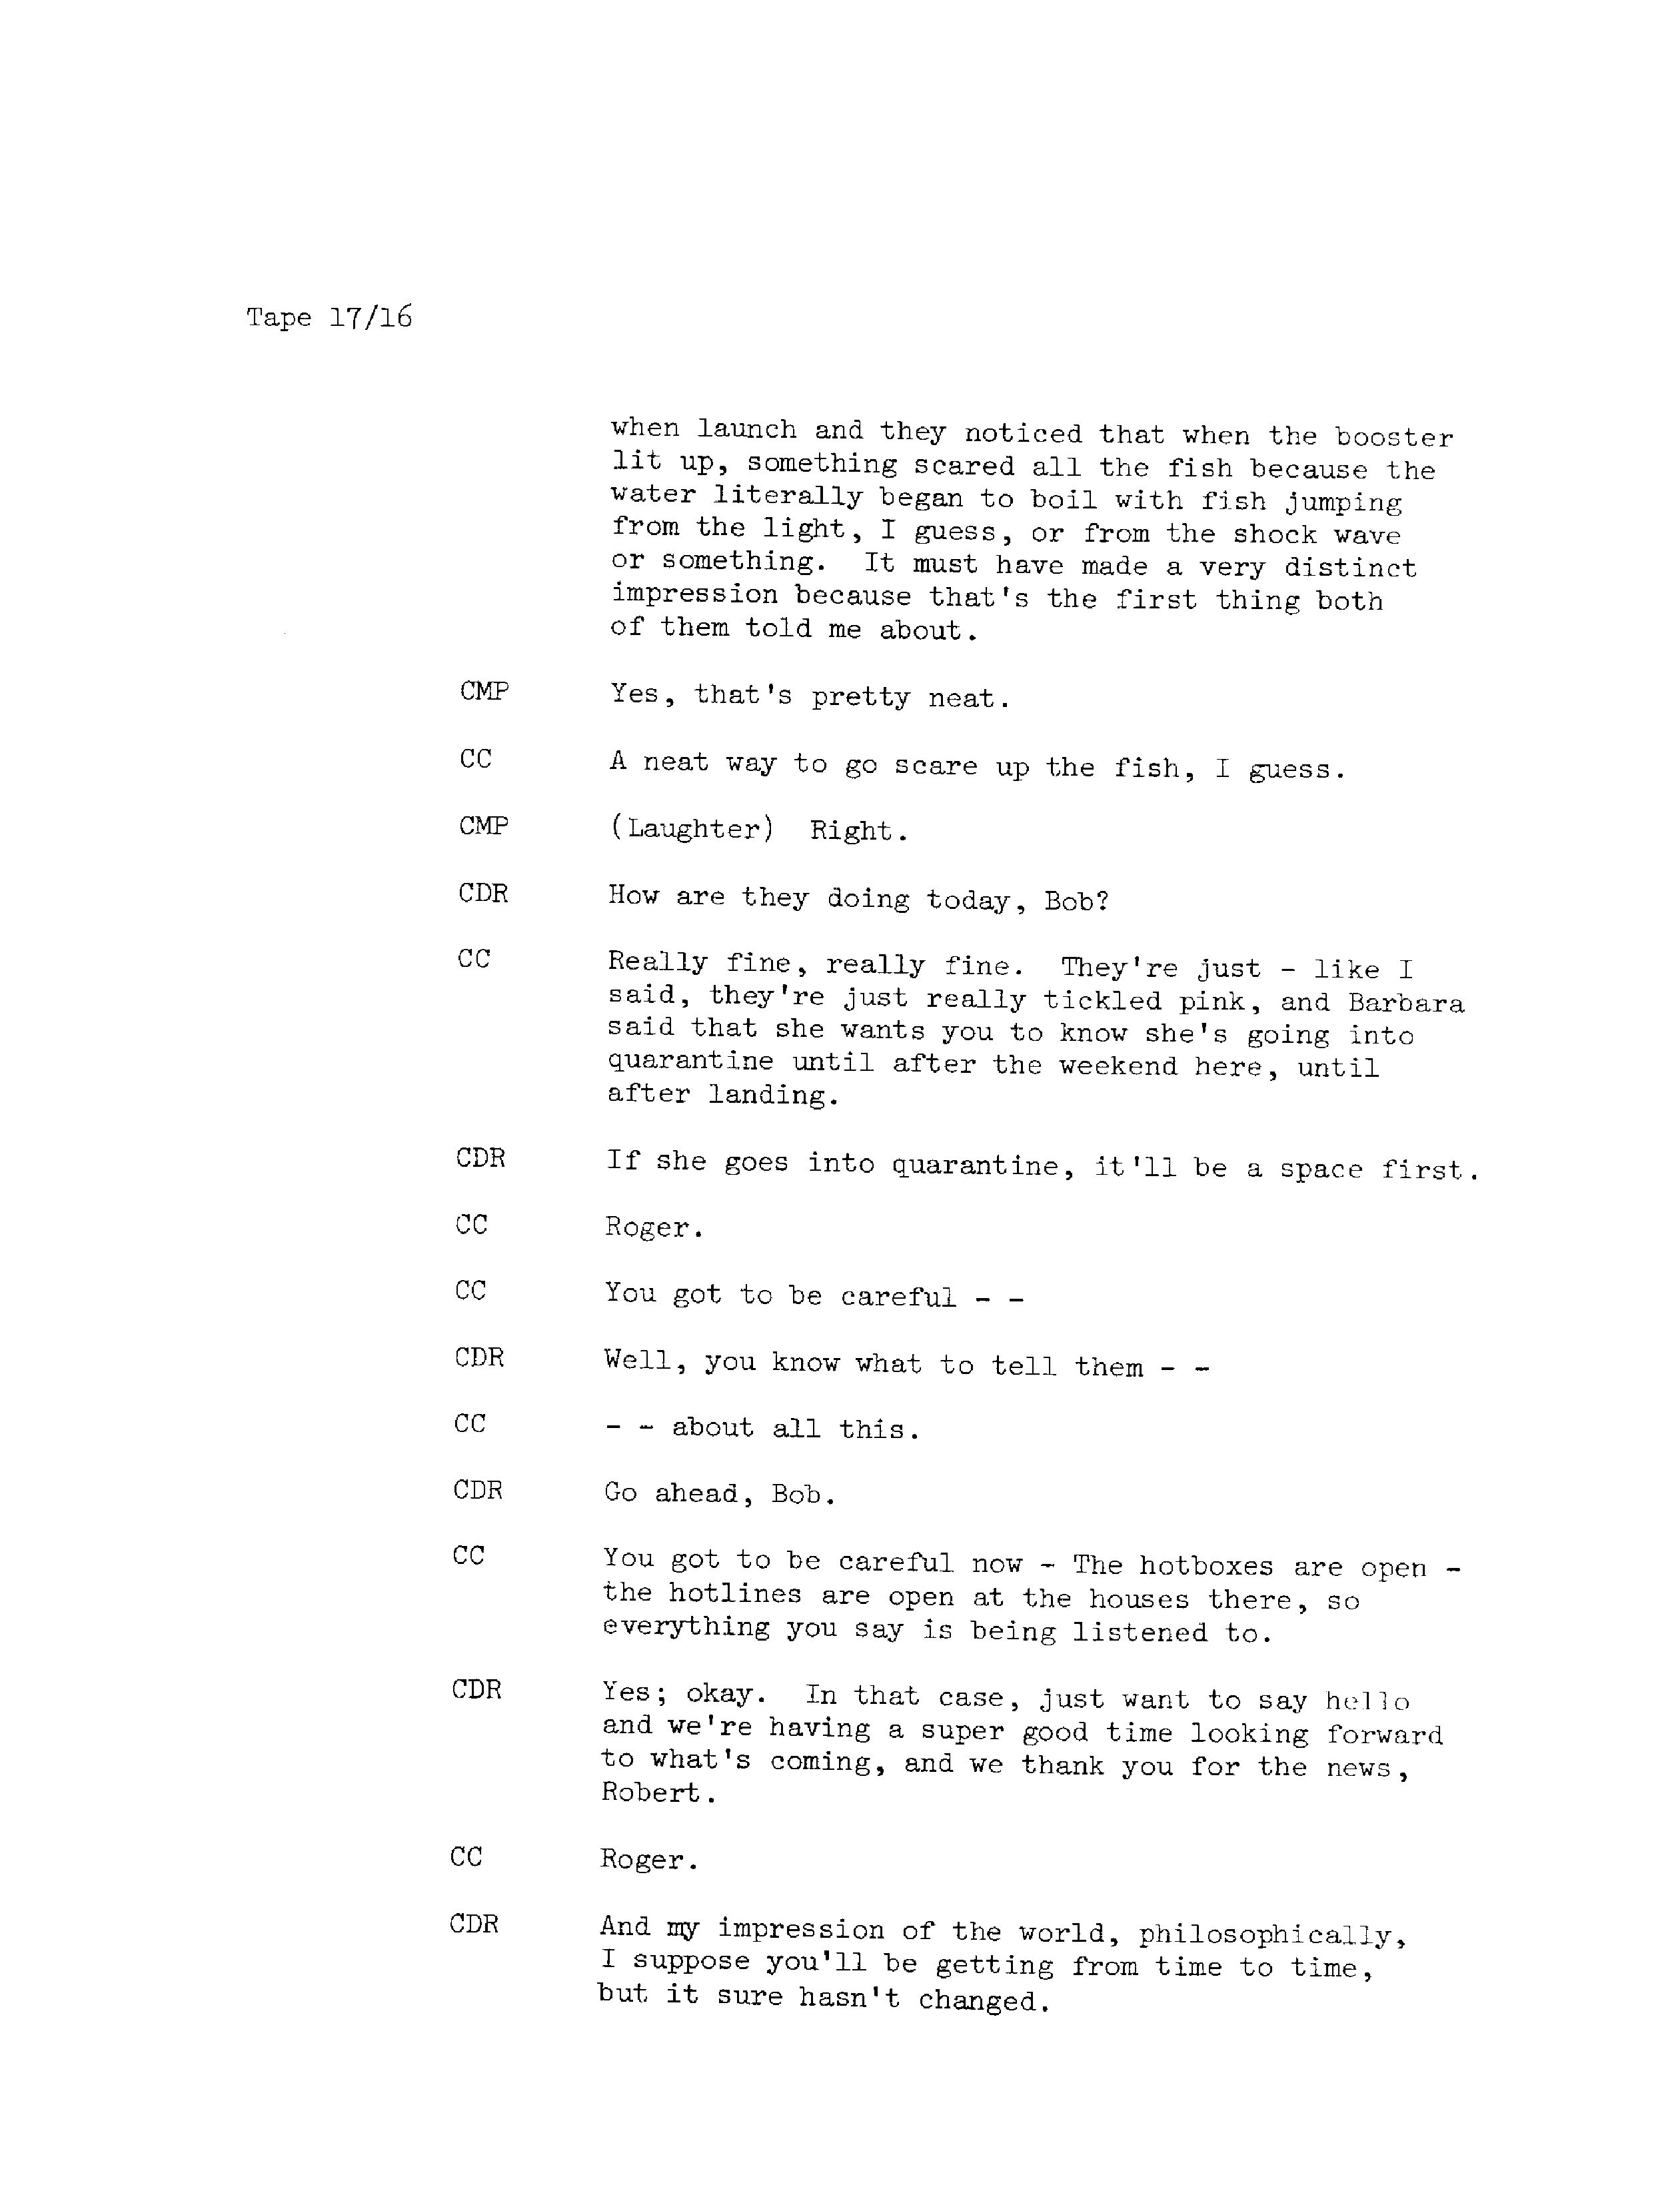 Tape 17/16
when launch and they noticed that when the booster
lit up, something scared all the fish because the
water literally began to boil with fish jumping
from the light, I guess, or from the shock wave
or something. It must have made a very distinct
impression because that's the first thing both
of them told me about.
CMP Yes, that's pretty neat.
CC A neat way to go scare up the fish, I guess.
CMP (Laughter) Right.
CDR How are they doing today, Bob?
CC Really fine, really fine. They're just - like I
said, they're just really tickled pink, and Barbara
said that she wants you to know she's going into
quarantine until after the weekend here, until
after landing.
CDR If she goes into quarantine, it'll be a space first.
CC Roger.
CC You got to be careful - -
CDR Well, you know what to tell them - -
CC - - about all this.
CDR Go ahead, Bob.
CC You got to be careful now - The hotboxes are open -
the hotlines are open at the houses there, so
everything you say is being listened to.
CDR Yes; okay. In that case, just want to say hello
and we're having a super good time looking forward
to what's coming, and we thank you for the news,
Robert.
CC Roger.
CDR And my impression of the world, philosophically,
I suppose you'll be getting from time to time,
but it sure hasn't changed.